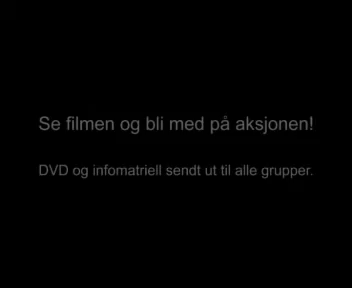 Se filmen og bli med på aksjonen!
DVD og infomatriell sendt ut til alle grupper.